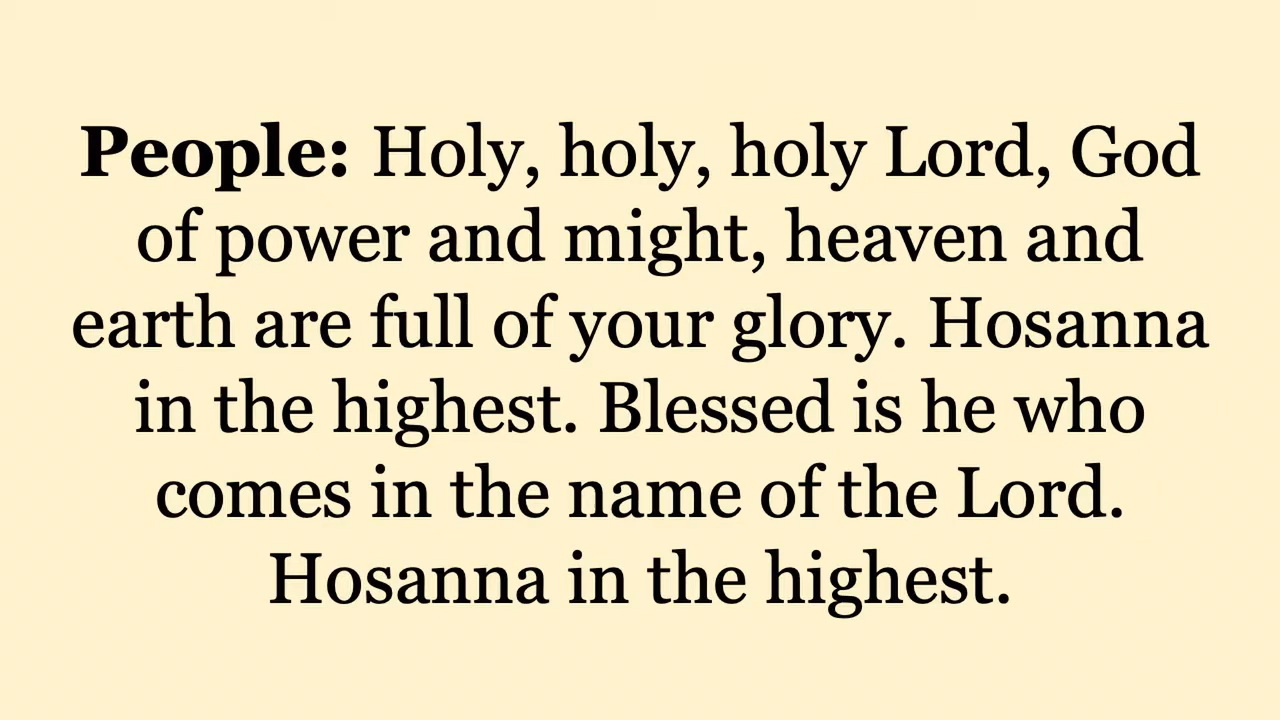 People: Holy, holy, holy Lord, God
of power and might, heaven and
earth are full of your glory. Hosanna
in the highest. Blessed is he who
comes in the name of the Lord.
Hosanna in the highest.